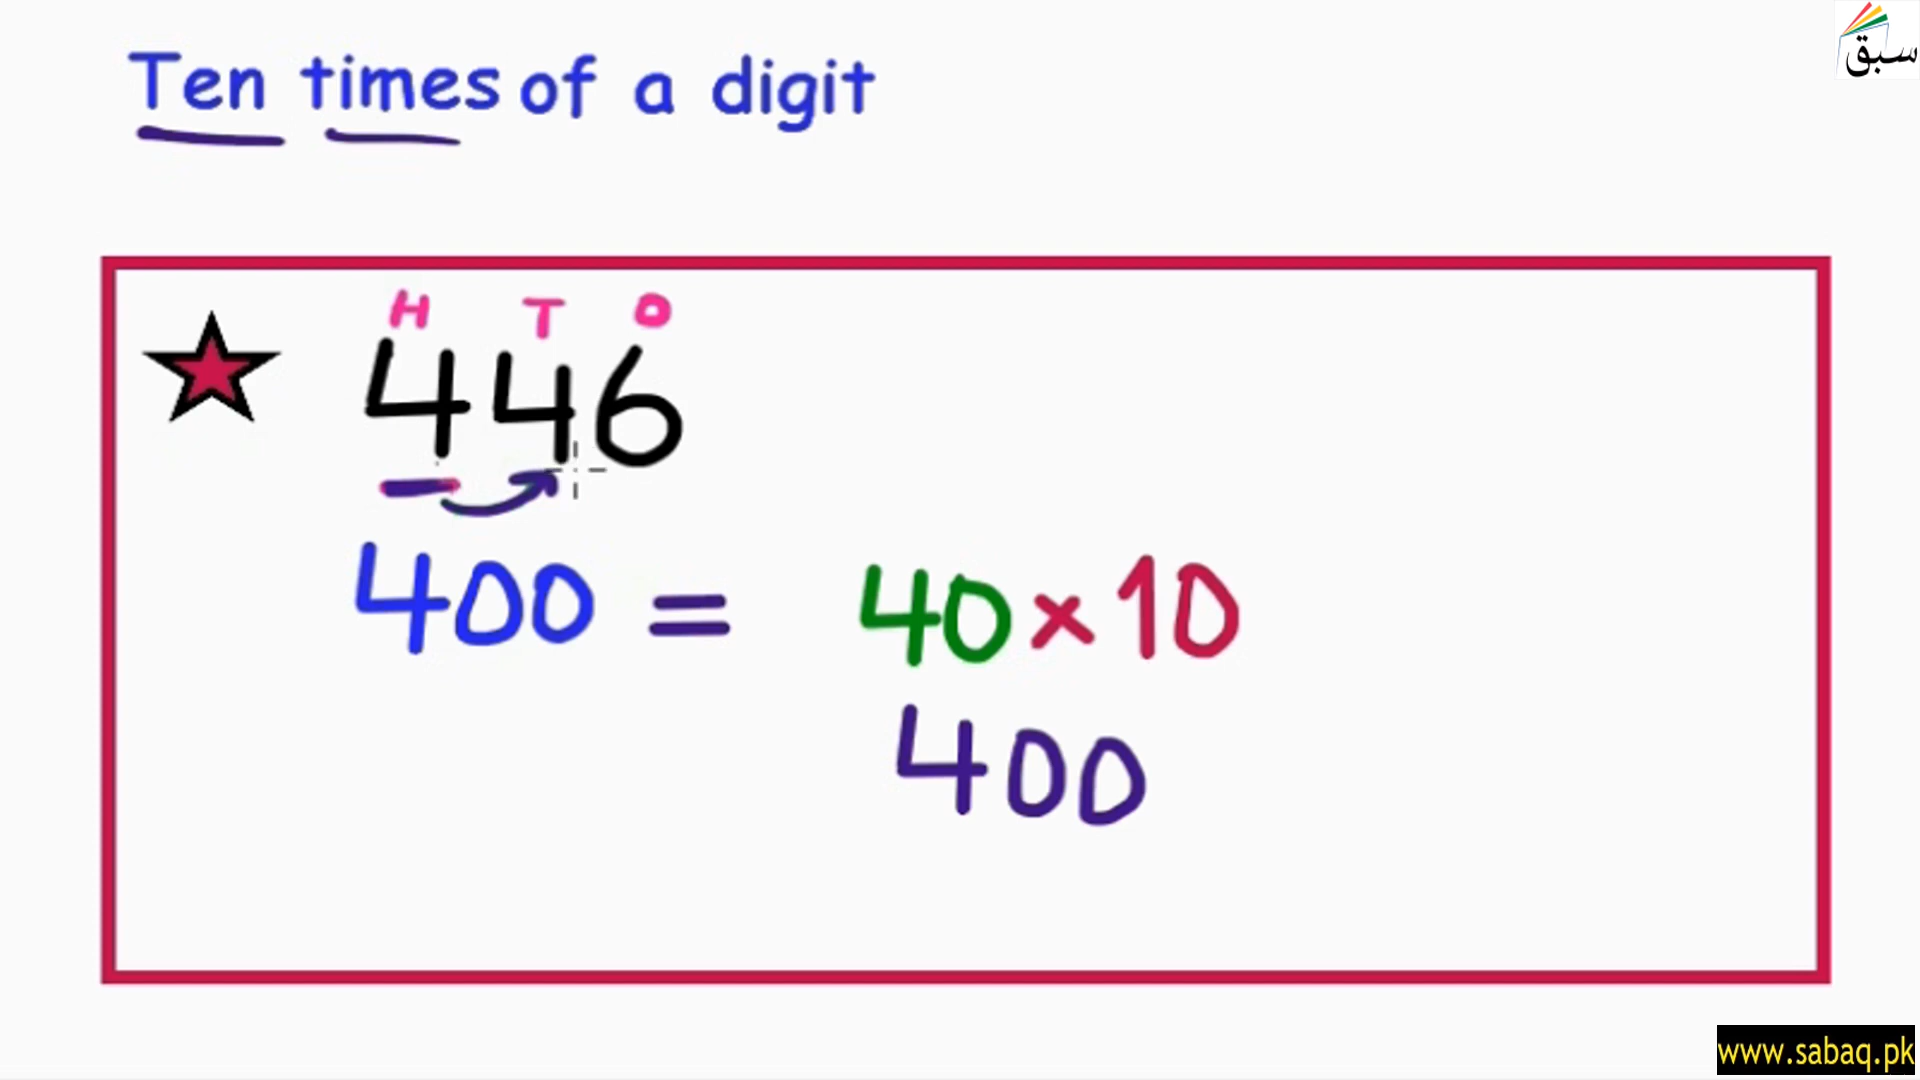 سبق
Ten times of a digit
H T O
446
400 = 40 × 10
400
www.sabaq.pk